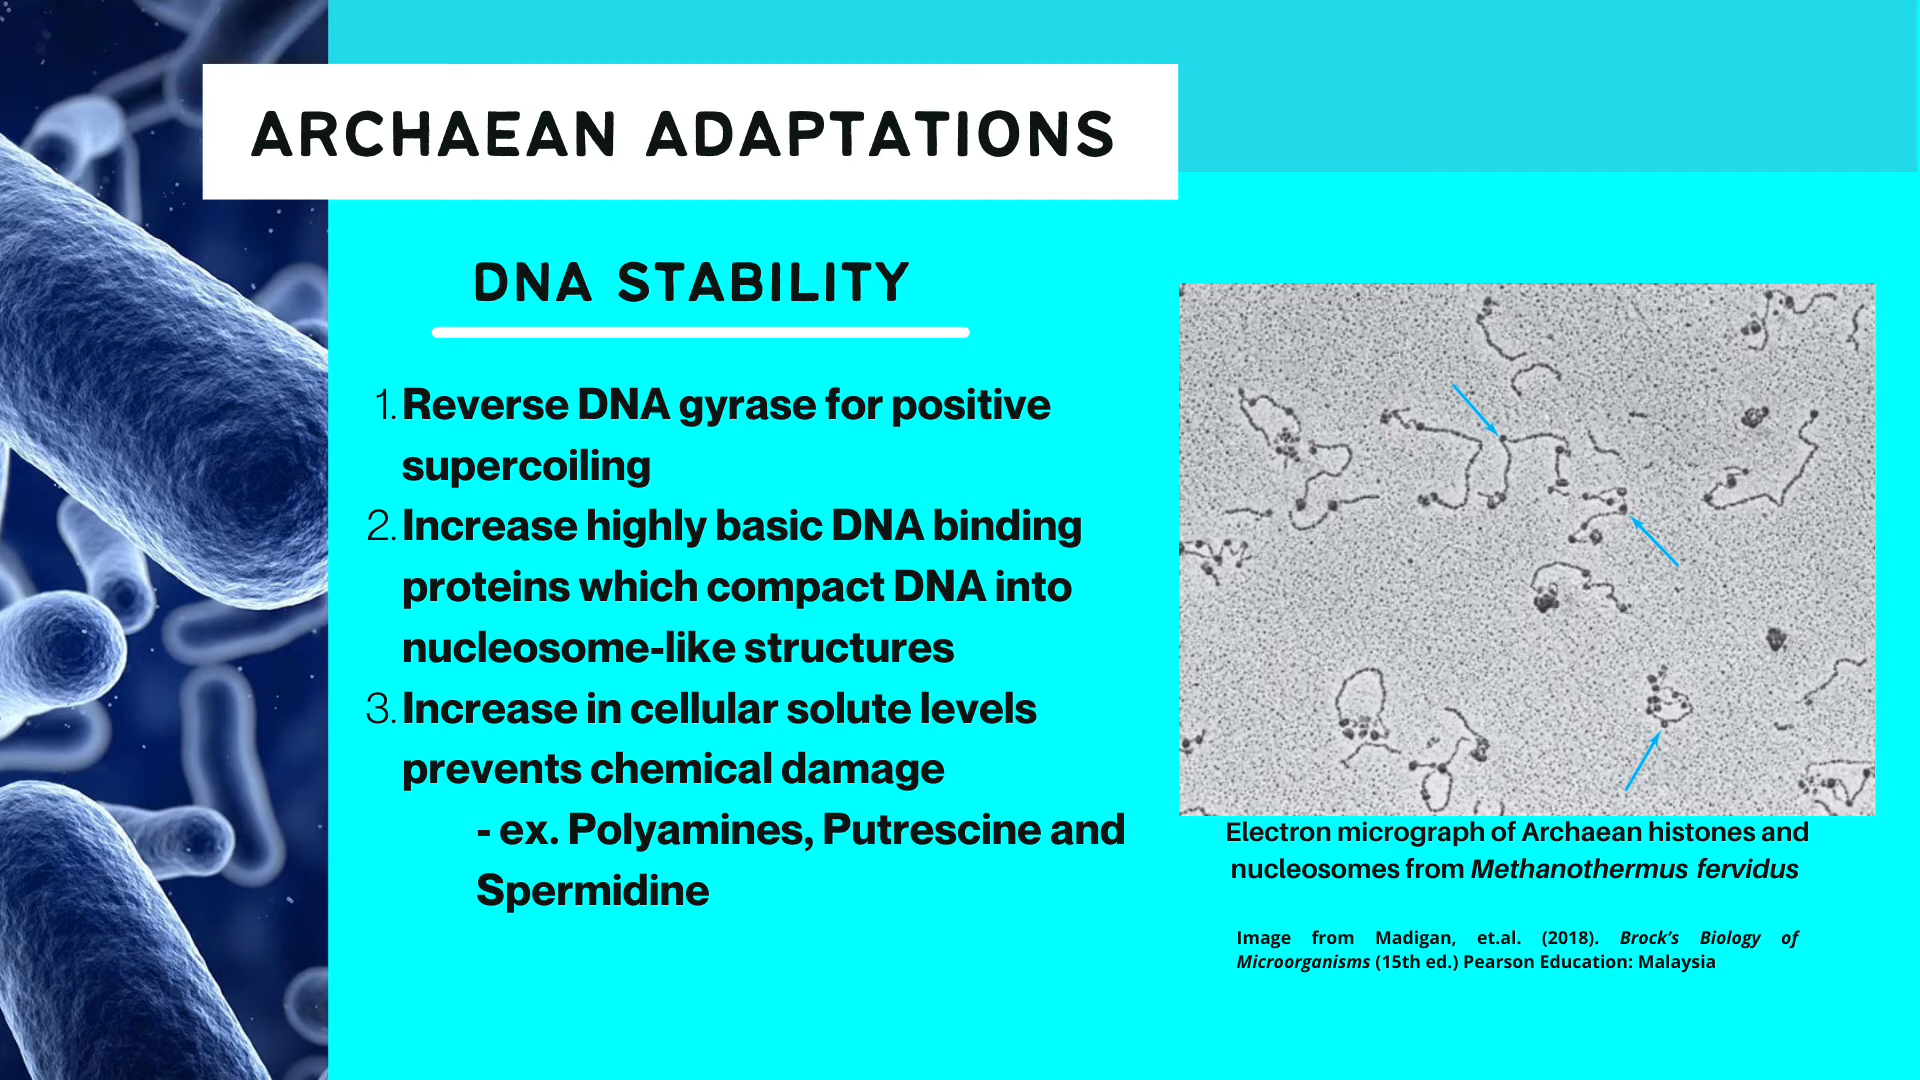 ARCHAEAN ADAPTATIONS
DNA STABILITY
1. Reverse DNA gyrase for positive
supercoiling
2. Increase highly basic DNA binding
proteins which compact DNA into
nucleosome-like structures
3. Increase in cellular solute levels
prevents chemical damage
- ex. Polyamines, Putrescine and
Spermidine
Electron micrograph of Archaean histones and
nucleosomes from Methanothermus fervidus
Image from Madigan, et.al. (2018). Brock’s Biology of
Microorganisms (15th ed.) Pearson Education: Malaysia